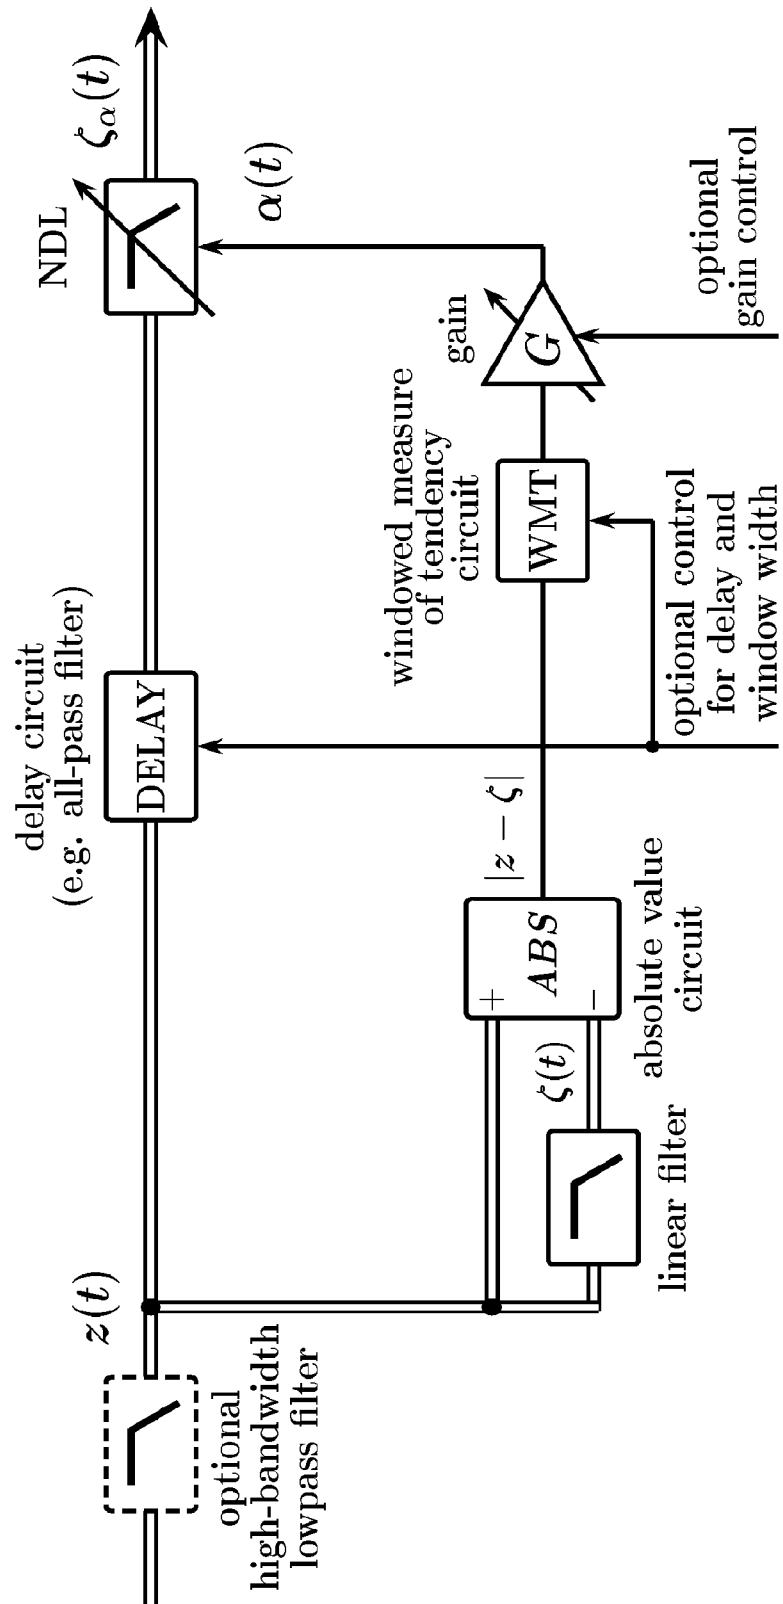 optional
high-bandwidth
lowpass filter
z(t)
delay circuit
(e.g. all-pass filter)
DELAY
NDL
ζα(t)
α(t)
linear filter
ζ(t)
+
−
ABS
absolute value
circuit
|z − ζ|
windowed measure
of tendency
circuit
WMT
optional control
for delay and
window width
gain
G
optional
gain control